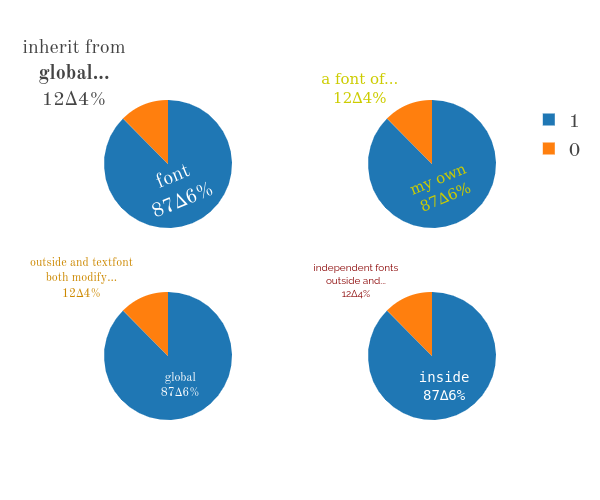 inherit from
global...
12Δ4%
font
87Δ6%
a font of...
12Δ4%
my own
87Δ6%
1
0
outside and textfont
both modify...
12Δ4%
global
87Δ6%
independent fonts
outside and...
12Δ4%
inside
87Δ6%